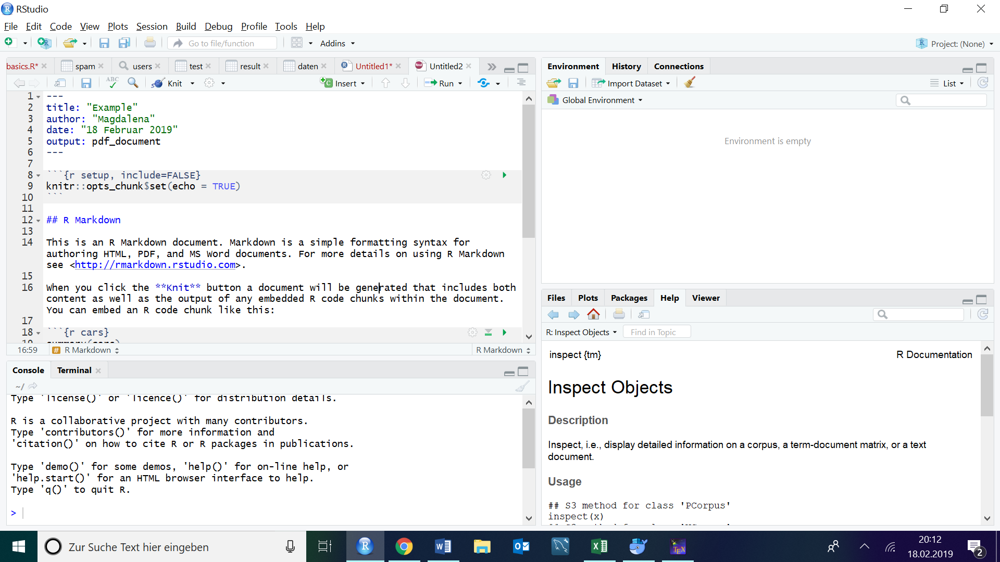 RStudio
File Edit Code View Plots Session Build Debug Profile Tools Help
Go to file/function Addins Project: (None)
basics.R* spam users test result daten Untitled1* Untitled2
ABC Knit Insert Run
1 ---
2 title: "Example"
3 author: "Magdalena"
4 date: "18 Februar 2019"
5 output: pdf_document
6 ---
7
8 ```{r setup, include=FALSE}
9 knitr::opts_chunk$set(echo = TRUE)
10 ```
11
12 ## R Markdown
13
14 This is an R Markdown document. Markdown is a simple formatting syntax for
authoring HTML, PDF, and MS Word documents. For more details on using R Markdown
see <http://rmarkdown.rstudio.com>.
15
16 When you click the **Knit** button a document will be generated that includes both
content as well as the output of any embedded R code chunks within the document.
You can embed an R code chunk like this:
17
18 ```{r cars}
19 summary(cars)
16:59 # R Markdown R Markdown
Console Terminal
~/
Type 'license()' or 'licence()' for distribution details.
R is a collaborative project with many contributors.
Type 'contributors()' for more information and
'citation()' on how to cite R or R packages in publications.
Type 'demo()' for some demos, 'help()' for on-line help, or
'help.start()' for an HTML browser interface to help.
Type 'q()' to quit R.
>
Environment History Connections
Import Dataset List
Global Environment
Environment is empty
Files Plots Packages Help Viewer
R: Inspect Objects Find in Topic
inspect {tm} R Documentation
Inspect Objects
Description
Inspect, i.e., display detailed information on a corpus, a term-document matrix, or a text
document.
Usage
## S3 method for class 'PCorpus'
inspect(x)
Zur Suche Text hier eingeben
TEX
20:12
18.02.2019
2